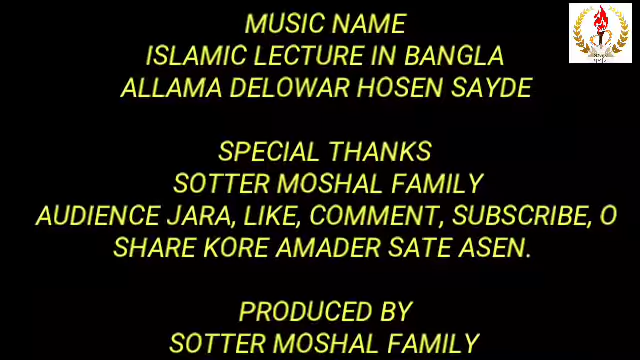 MUSIC NAME
ISLAMIC LECTURE IN BANGLA
ALLAMA DELOWAR HOSEN SAYDE
SPECIAL THANKS
SOTTER MOSHAL FAMILY
AUDIENCE JARA, LIKE, COMMENT, SUBSCRIBE, O
SHARE KORE AMADER SATE ASEN.
PRODUCED BY
SOTTER MOSHAL FAMILY